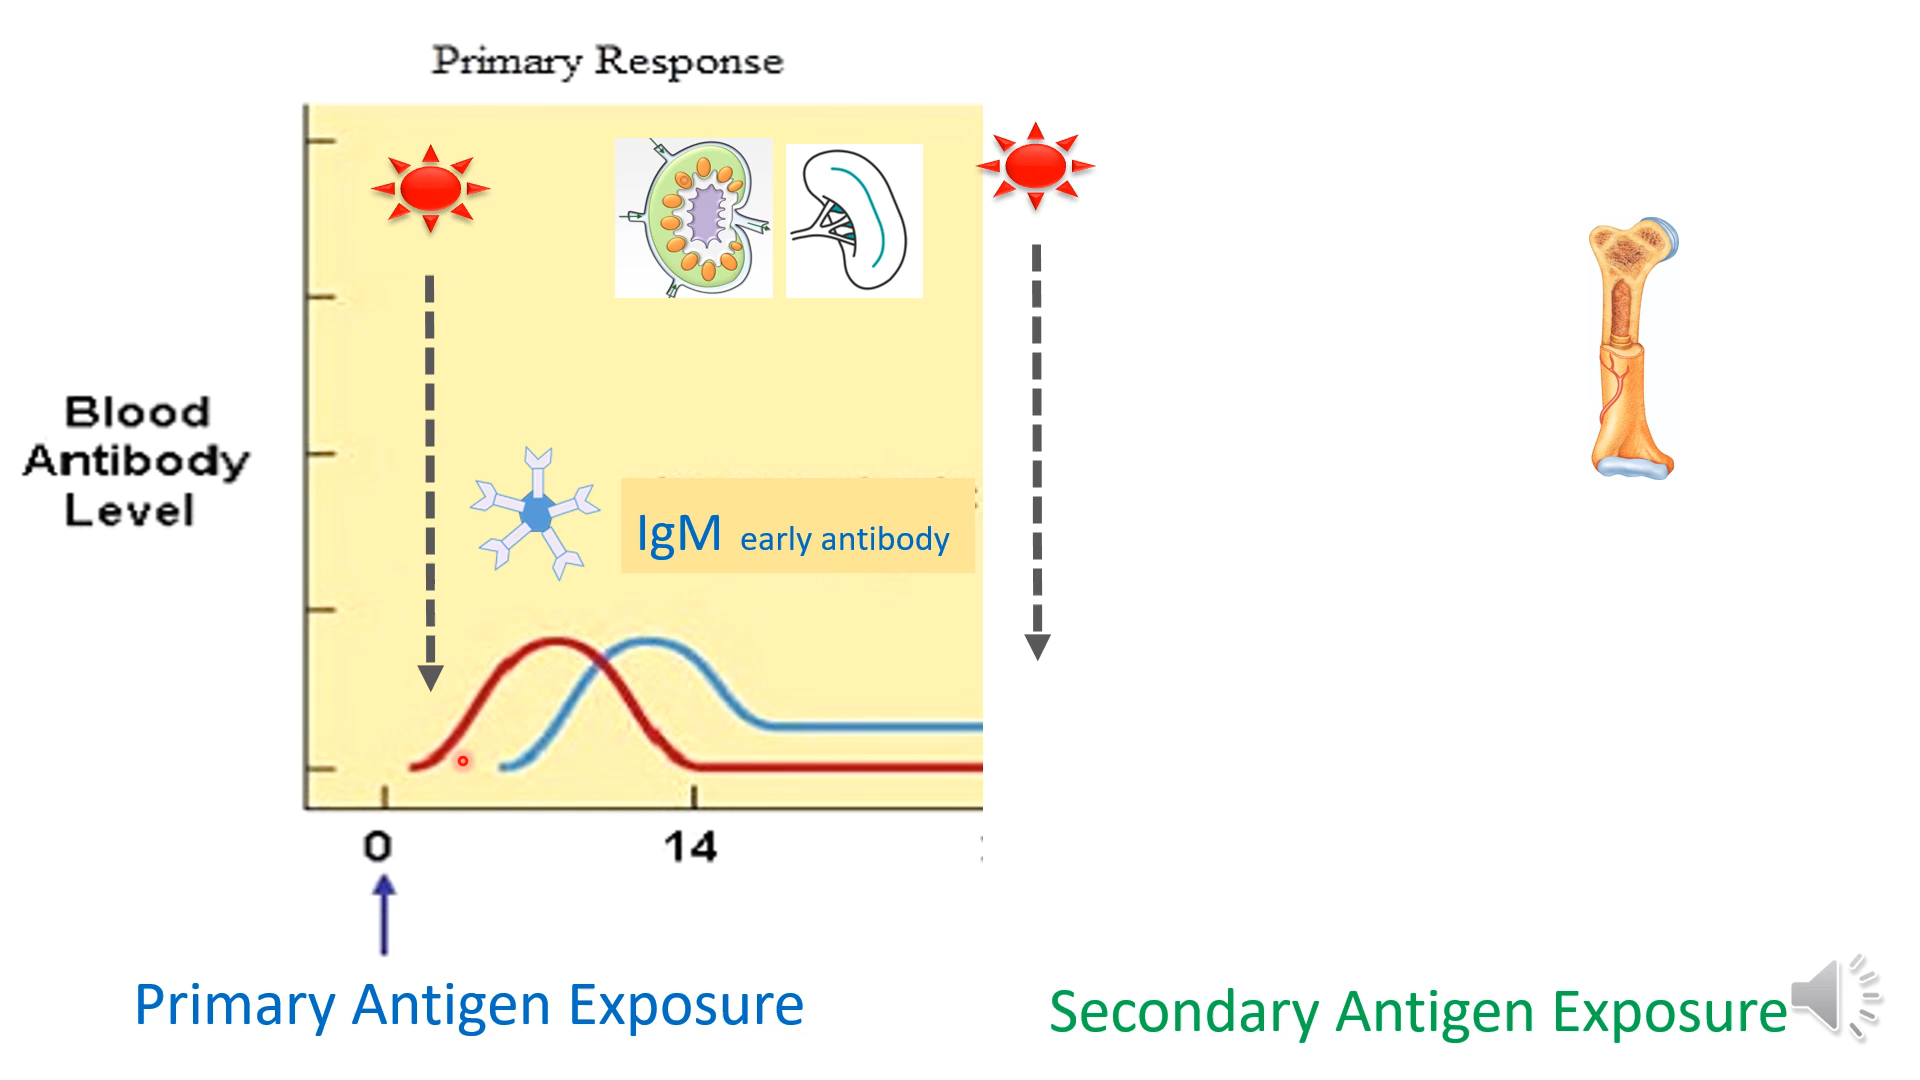 Primary Response
Blood
Antibody
Level
IgM early antibody
0
14
Primary Antigen Exposure
Secondary Antigen Exposure